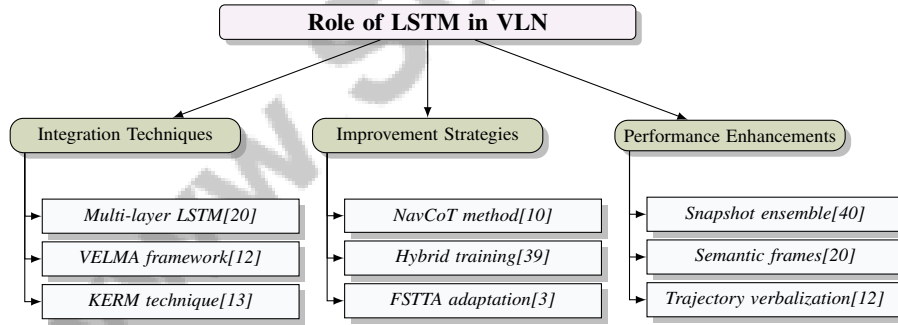 Role of LSTM in VLN
Integration Techniques
Multi-layer LSTM[20]
VELMA framework[12]
KERM technique[13]
Improvement Strategies
NavCoT method[10]
Hybrid training[39]
FSTTA adaptation[3]
Performance Enhancements
Snapshot ensemble[40]
Semantic frames[20]
Trajectory verbalization[12]